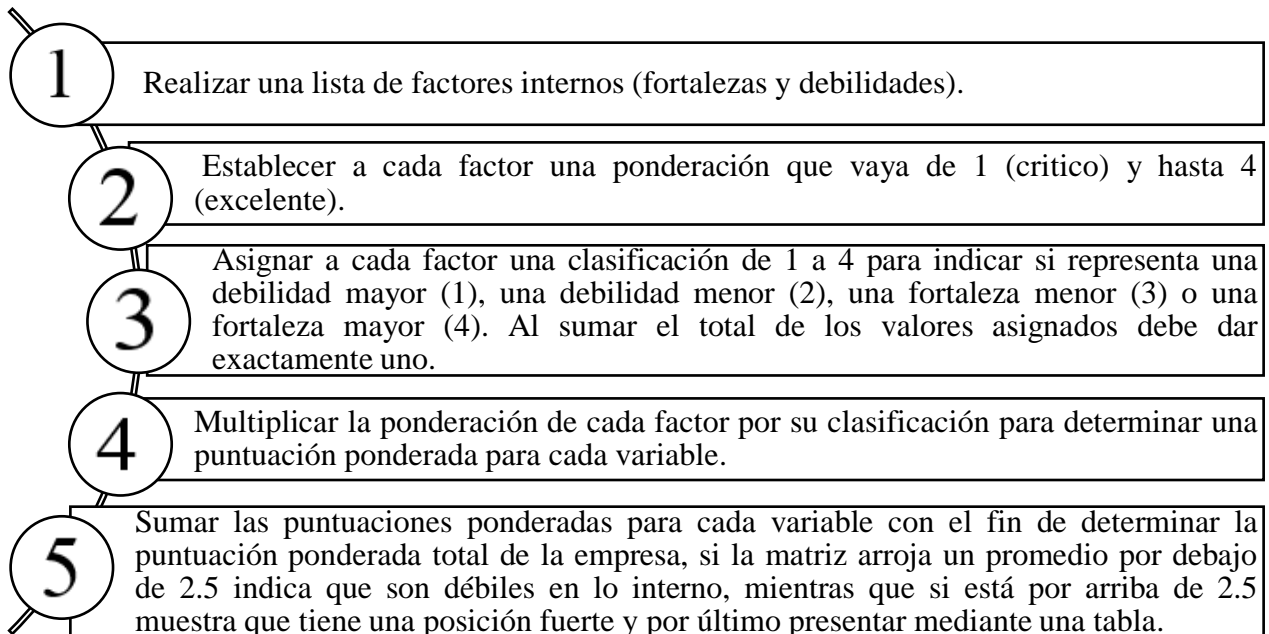 1
Realizar una lista de factores internos (fortalezas y debilidades).
2
Establecer a cada factor una ponderación que vaya de 1 (critico) y hasta 4
(excelente).
3
Asignar a cada factor una clasificación de 1 a 4 para indicar si representa una
debilidad mayor (1), una debilidad menor (2), una fortaleza menor (3) o una
fortaleza mayor (4). Al sumar el total de los valores asignados debe dar
exactamente uno.
4
Multiplicar la ponderación de cada factor por su clasificación para determinar una
puntuación ponderada para cada variable.
5
Sumar las puntuaciones ponderadas para cada variable con el fin de determinar la
puntuación ponderada total de la empresa, si la matriz arroja un promedio por debajo
de 2.5 indica que son débiles en lo interno, mientras que si está por arriba de 2.5
muestra que tiene una posición fuerte y por último presentar mediante una tabla.